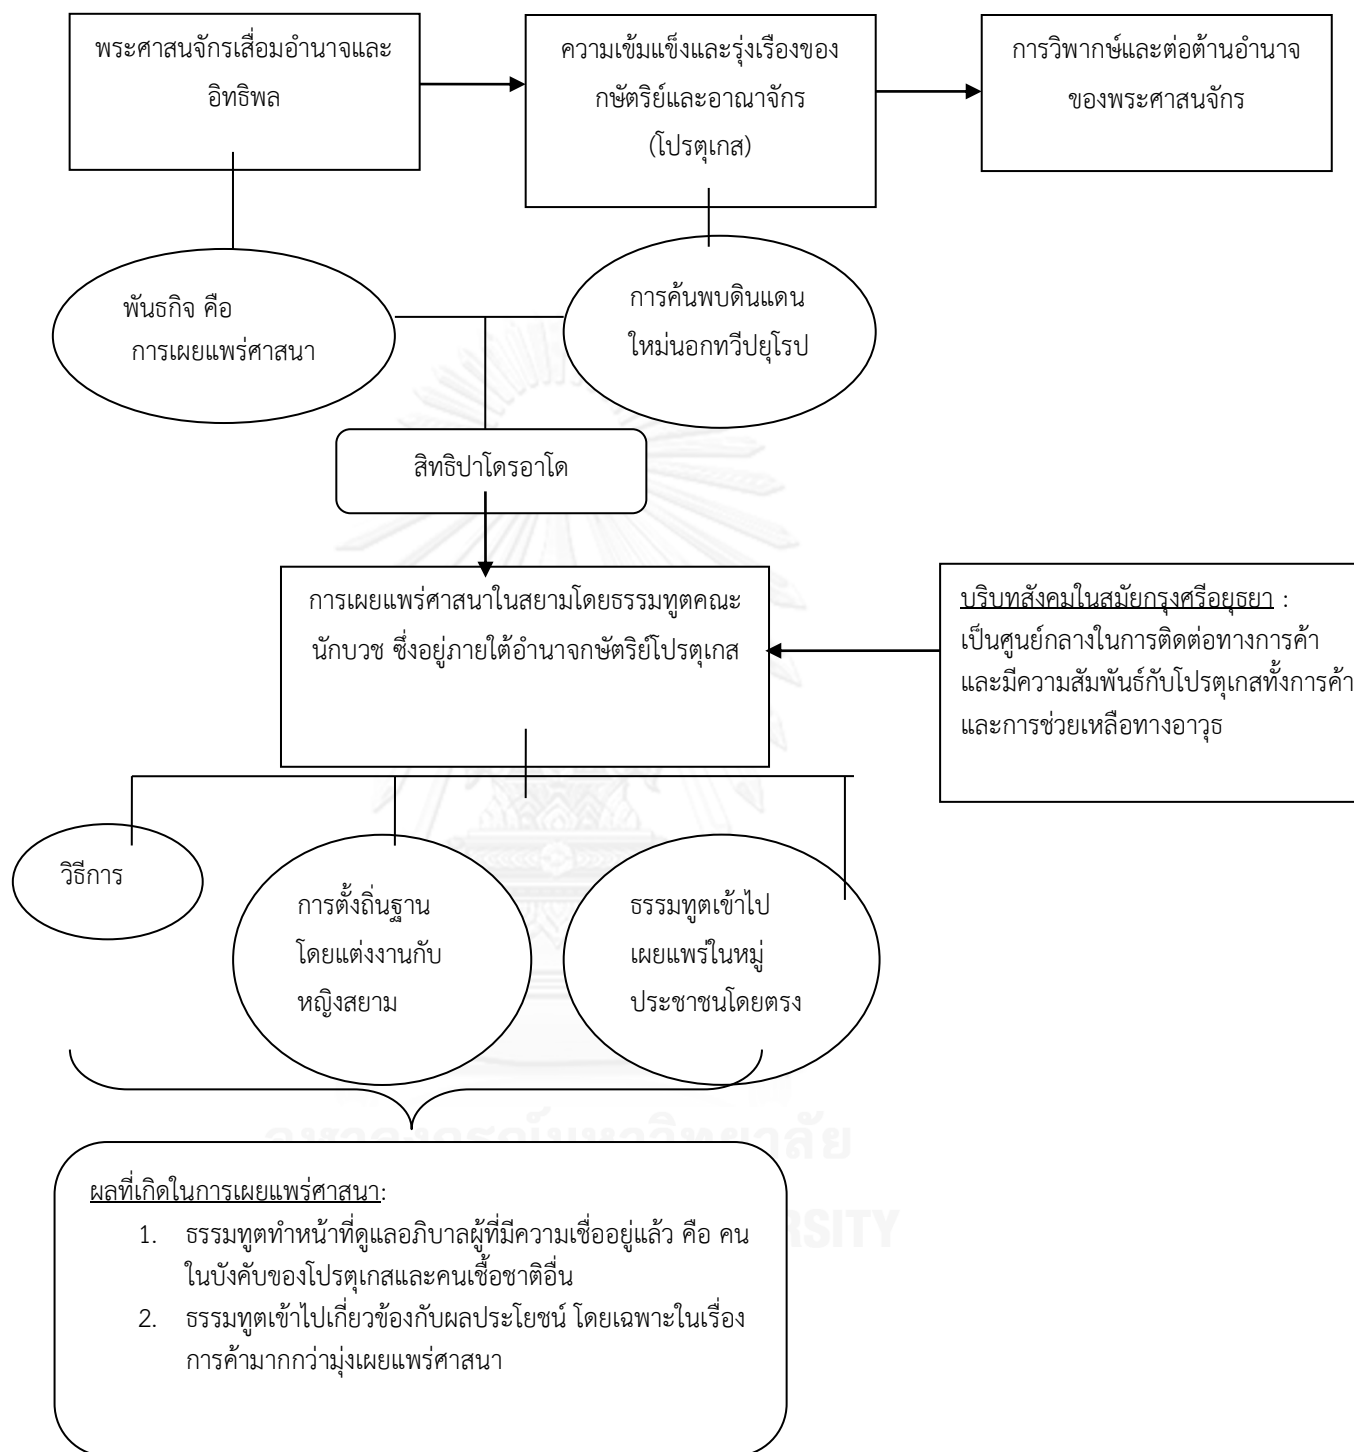 พระศาสนจักรเสื่อมอำนาจและ
อิทธิพล
ความเข้มแข็งและรุ่งเรืองของ
กษัตริย์และอาณาจักร
(โปรตุเกส)
การวิพากษ์และต่อต้านอำนาจ
ของพระศาสนจักร
พันธกิจ คือ
การเผยแพร่ศาสนา
การค้นพบดินแดน
ใหม่นอกทวีปยุโรป
สิทธิปาโดรอาโด
การเผยแพร่ศาสนาในสยามโดยธรรมทูตคณะ
นักบวช ซึ่งอยู่ภายใต้อำนาจกษัตริย์โปรตุเกส
บริบทสังคมในสมัยกรุงศรีอยุธยา :
เป็นศูนย์กลางในการติดต่อทางการค้า
และมีความสัมพันธ์กับโปรตุเกสทั้งการค้า
และการช่วยเหลือทางอาวุธ
วิธีการ
การตั้งถิ่นฐาน
โดยแต่งงานกับ
หญิงสยาม
ธรรมทูตเข้าไป
เผยแพร่ในหมู่
ประชาชนโดยตรง
ผลที่เกิดในการเผยแพร่ศาสนา:
1. ธรรมทูตทำหน้าที่ดูแลอภิบาลผู้ที่มีความเชื่ออยู่แล้ว คือ คน
ในบังคับของโปรตุเกสและคนเชื้อชาติอื่น
2. ธรรมทูตเข้าไปเกี่ยวข้องกับผลประโยชน์ โดยเฉพาะในเรื่อง
การค้ามากกว่ามุ่งเผยแพร่ศาสนา